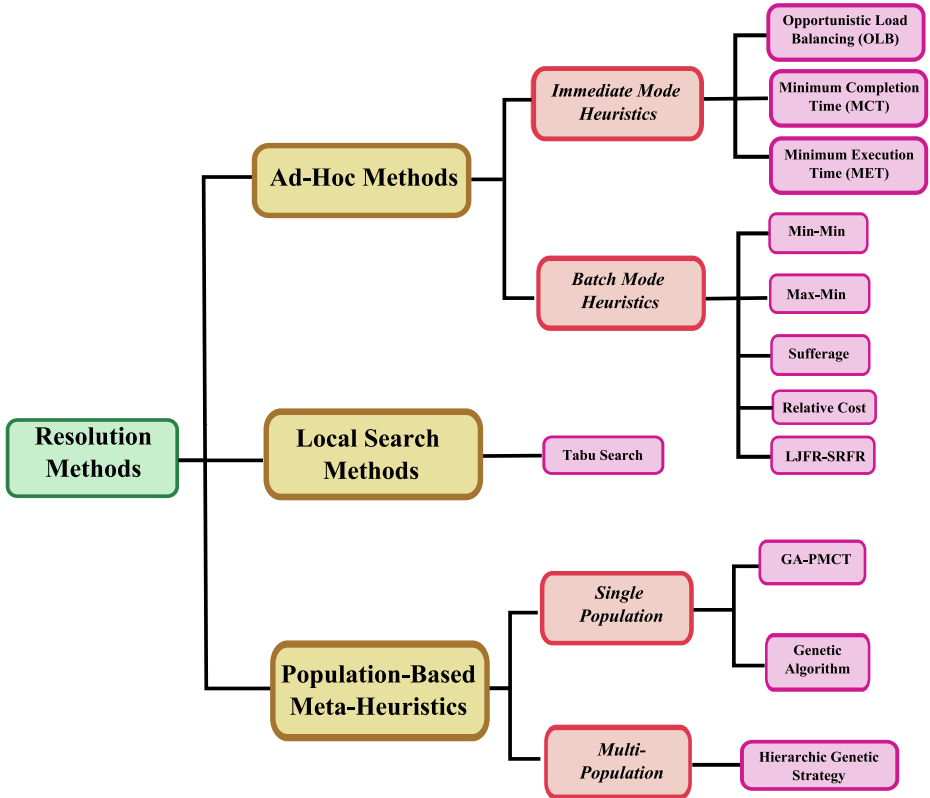 Resolution
Methods
Ad-Hoc Methods
Immediate Mode
Heuristics
Opportunistic Load
Balancing (OLB)
Minimum Completion
Time (MCT)
Minimum Execution
Time (MET)
Batch Mode
Heuristics
Min-Min
Max-Min
Sufferage
Relative Cost
LJFR-SRFR
Local Search
Methods
Tabu Search
Population-Based
Meta-Heuristics
Single
Population
GA-PMCT
Genetic
Algorithm
Multi-
Population
Hierarchic Genetic
Strategy